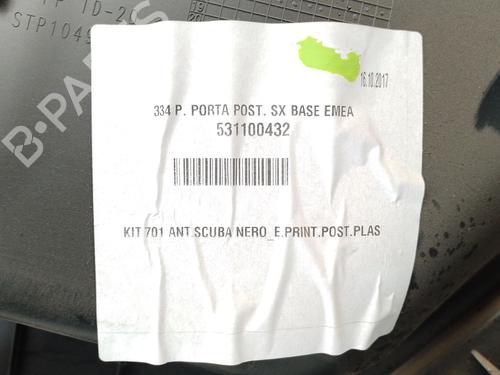 STP1049
16.10.2017
334 P. PORTA POST. SX BASE EMEA
531100432
KIT 701 ANT.SCUBA NERO_E.PRINT.POST.PLAS
B-PARTS